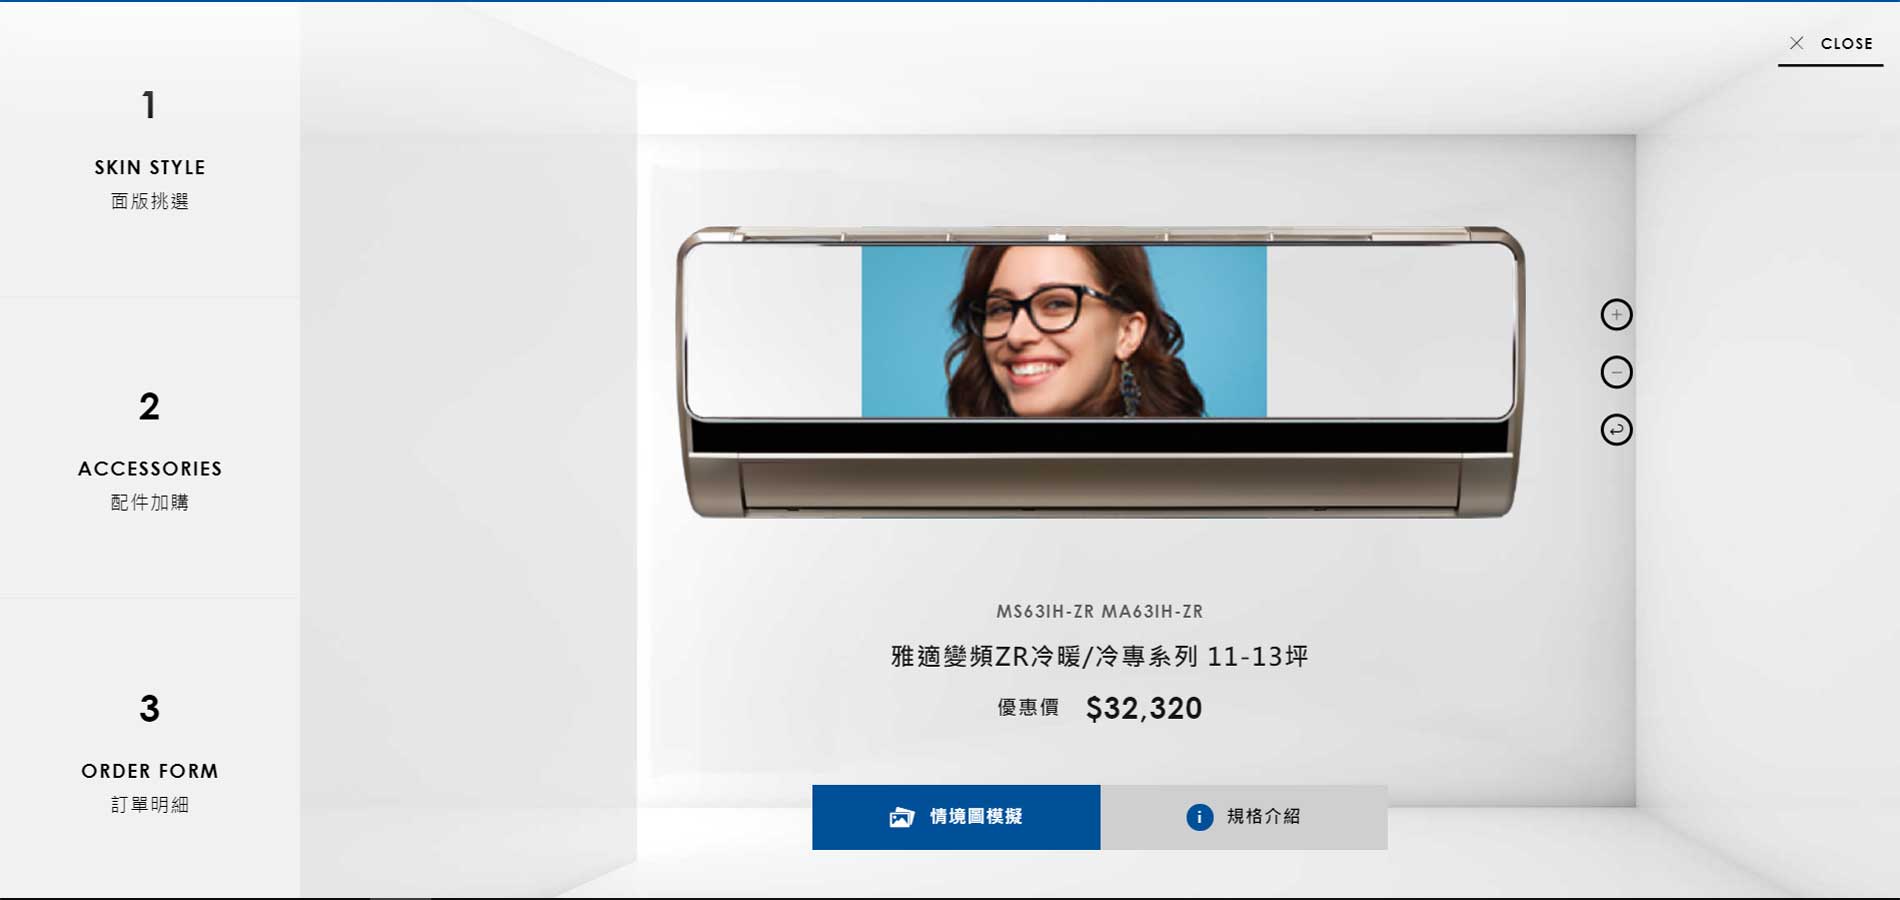 CLOSE
1
SKIN STYLE
面版挑選
2
ACCESSORIES
配件加購
3
ORDER FORM
訂單明細
MS63IH-ZR MA63IH-ZR
雅適變頻ZR冷暖/冷專系列 11-13坪
優惠價 $32,320
情境圖模擬
規格介紹